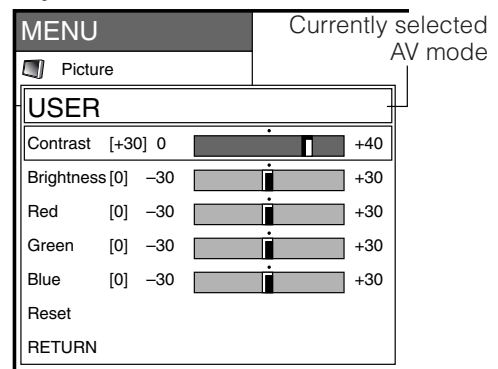 MENU
Currently selected
AV mode
Picture
USER
Contrast [+30] 0 +40
Brightness [0] –30 +30
Red [0] –30 +30
Green [0] –30 +30
Blue [0] –30 +30
Reset
RETURN